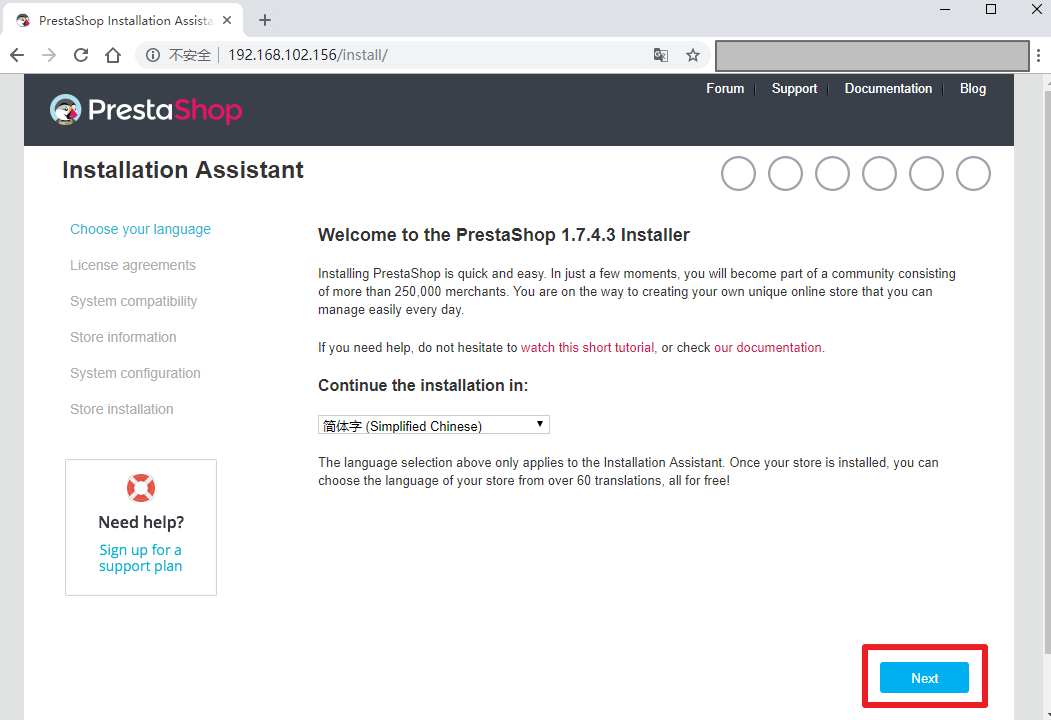 PrestaShop Installation Assista
不安全
192.168.102.156/install/
PrestaShop
Forum
Support
Documentation
Blog
Installation Assistant
Choose your language
License agreements
System compatibility
Store information
System configuration
Store installation
Need help?
Sign up for a
support plan
Welcome to the PrestaShop 1.7.4.3 Installer
Installing PrestaShop is quick and easy. In just a few moments, you will become part of a community consisting
of more than 250,000 merchants. You are on the way to creating your own unique online store that you can
manage easily every day.
If you need help, do not hesitate to watch this short tutorial, or check our documentation.
Continue the installation in:
简体字 (Simplified Chinese)
The language selection above only applies to the Installation Assistant. Once your store is installed, you can
choose the language of your store from over 60 translations, all for free!
Next